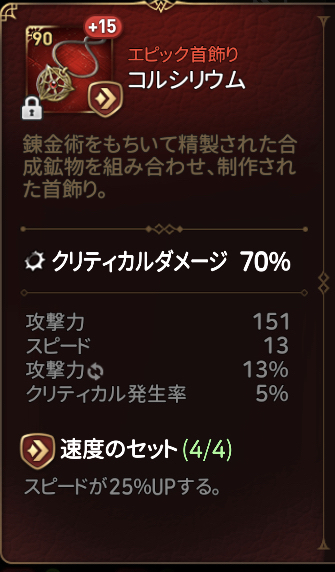 90
+15
エピック首飾り
コルシリウム
錬金術をもちいて精製された合
成鉱物を組み合わせ、制作され
た首飾り。
クリティカルダメージ 70%
攻撃力 151
スピード 13
攻撃力 13%
クリティカル発生率 5%
速度のセット (4/4)
スピードが25%UPする。